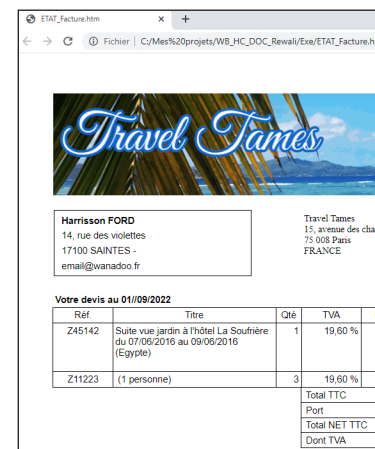 ETAT_Facture.htm
Fichier | C:/Mes%20projets/WB_HC_DOC_Rewali/Exe/ETAT_Facture.h
Travel Tames
Harrisson FORD
14, rue des violettes
17100 SAINTES -
email@wanadoo.fr
Travel Tames
15, avenue des cha
75 008 Paris
FRANCE
Votre devis au 01//09/2022
Réf. Titre Qté TVA
Z45142 Suite vue jardin à l'hôtel La Soufrière 1 19,60 %
du 07/06/2016 au 09/06/2016
(Egypte)
Z11223 (1 personne) 3 19,60 %
Total TTC
Port
Total NET TTC
Dont TVA